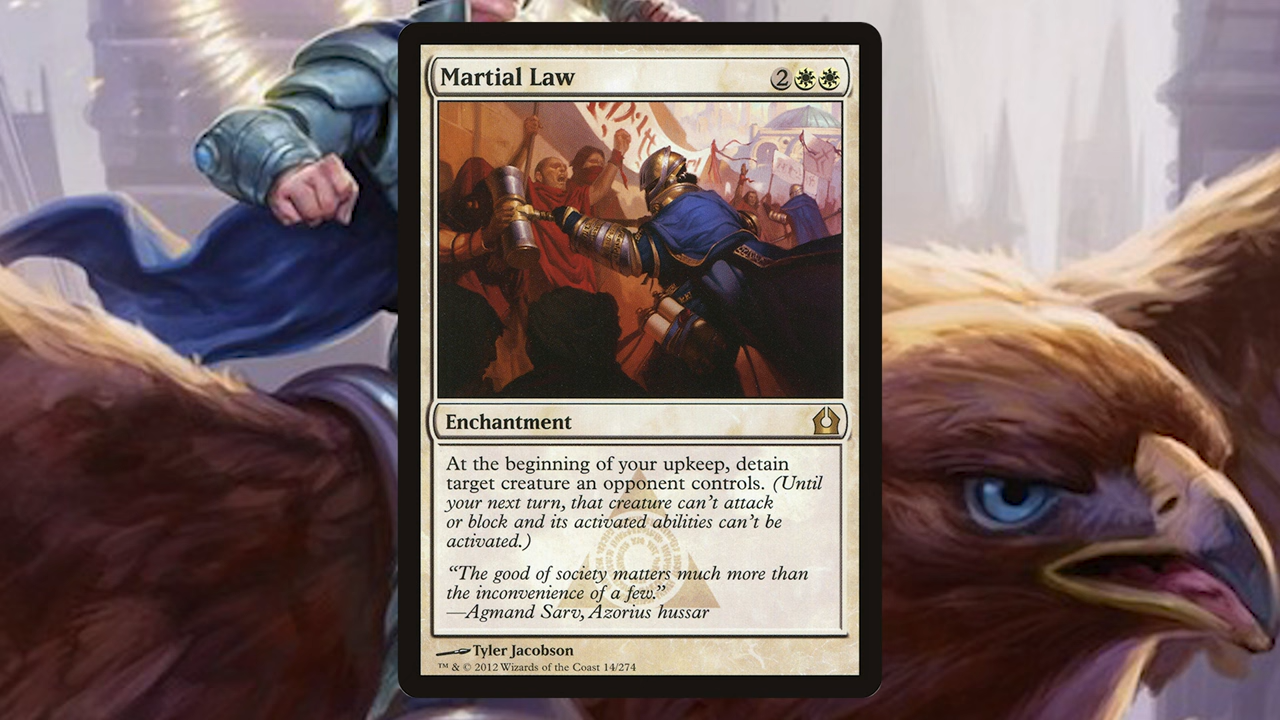 Martial Law 2
Enchantment
At the beginning of your upkeep, detain
target creature an opponent controls. (Until
your next turn, that creature can't attack
or block and its activated abilities can't be
activated.)
"The good of society matters much more than
the inconvenience of a few."
—Agmand Sarv, Azorius hussar
Tyler Jacobson
™ & © 2012 Wizards of the Coast 14/274